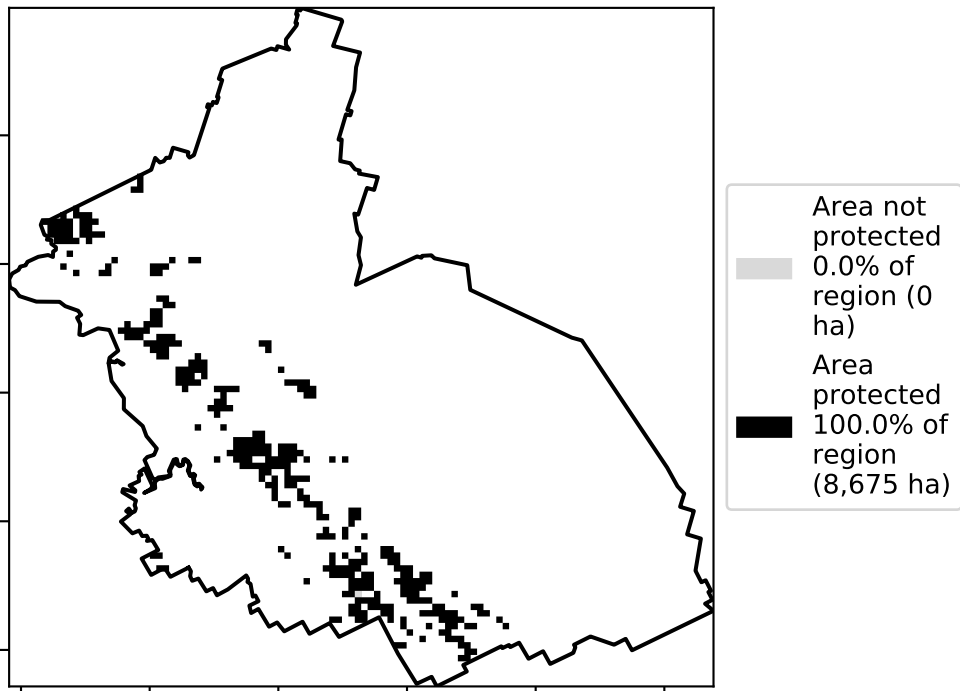 Area not
protected
0.0% of
region (0
ha)
Area
protected
100.0% of
region
(8,675 ha)